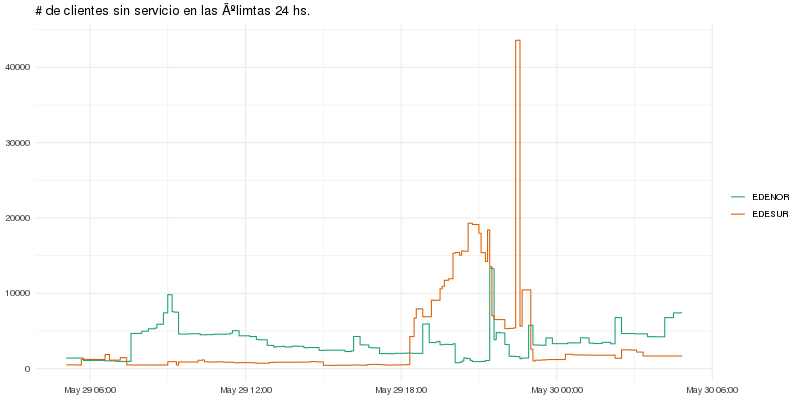 # de clientes sin servicio en las Ãºlimtas 24 hs.
40000
30000
20000
10000
0
May 29 06:00
May 29 12:00
May 29 18:00
May 30 00:00
May 30 06:00
EDENOR
EDESUR